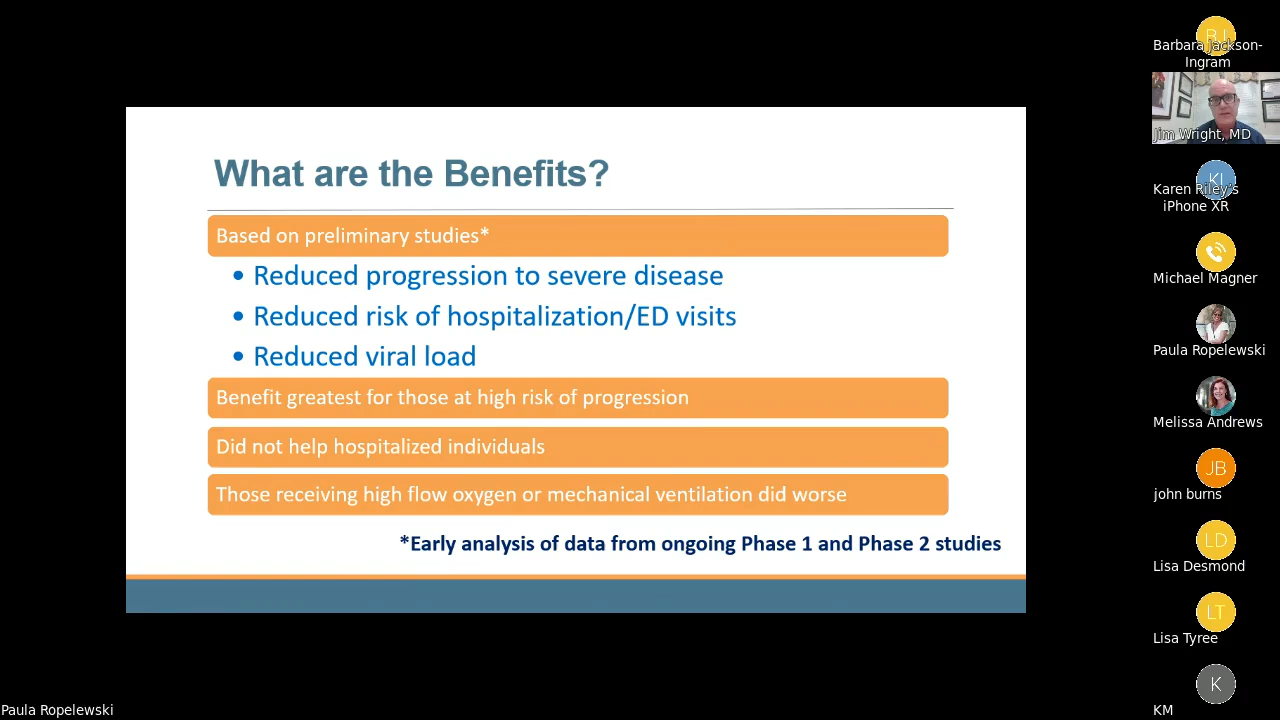 What are the Benefits?
Based on preliminary studies*
• Reduced progression to severe disease
• Reduced risk of hospitalization/ED visits
• Reduced viral load
Benefit greatest for those at high risk of progression
Did not help hospitalized individuals
Those receiving high flow oxygen or mechanical ventilation did worse
*Early analysis of data from ongoing Phase 1 and Phase 2 studies
BJ
Barbara Jackson-
Ingram
Jim Wright, MD
KI
Karen Riley's
iPhone XR
Michael Magner
Paula Ropelewski
Melissa Andrews
JB
john burns
LD
Lisa Desmond
LT
Lisa Tyree
K
KM
Paula Ropelewski